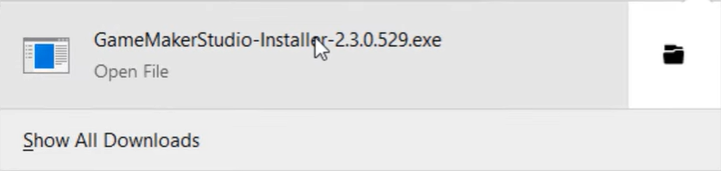 GameMakerStudio-Installer-2.3.0.529.exe
Open File
Show All Downloads